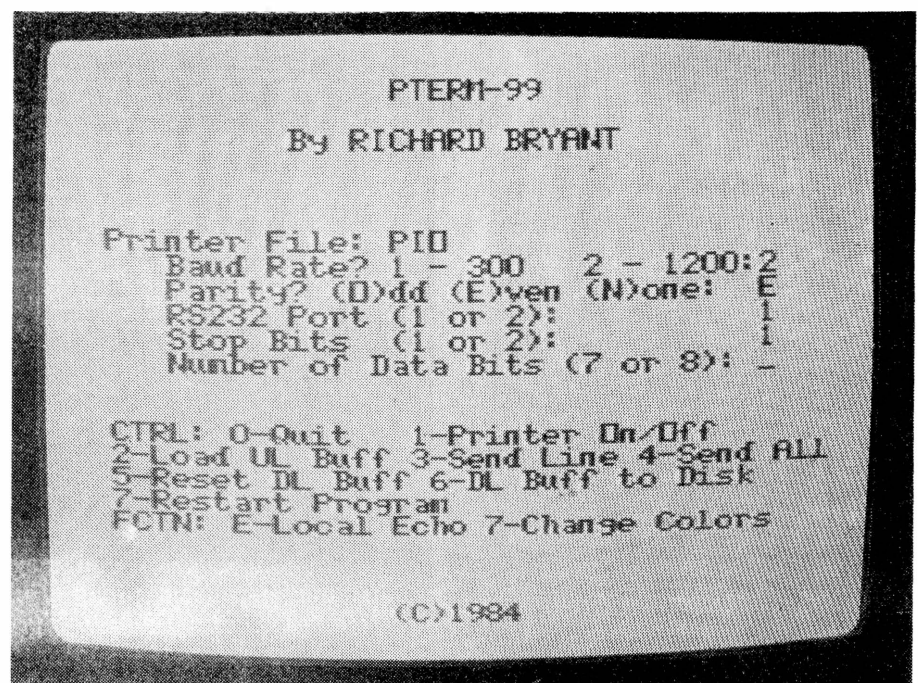 PTERM-99
By RICHARD BRYANT
Printer File: PIO
Baud Rate? 1 - 300 2 - 1200:2
Parity? (O)dd (E)ven (N)one: E
RS232 Port (1 or 2): 1
Stop Bits (1 or 2): 1
Number of Data Bits (7 or 8): _
CTRL: 0-Quit 1-Printer On/Off
2-Load UL Buff 3-Send Line 4-Send All
5-Reset DL Buff 6-DL Buff to Disk
7-Restart Program
FCTN: E-Local Echo 7-Change Colors
(C)1984